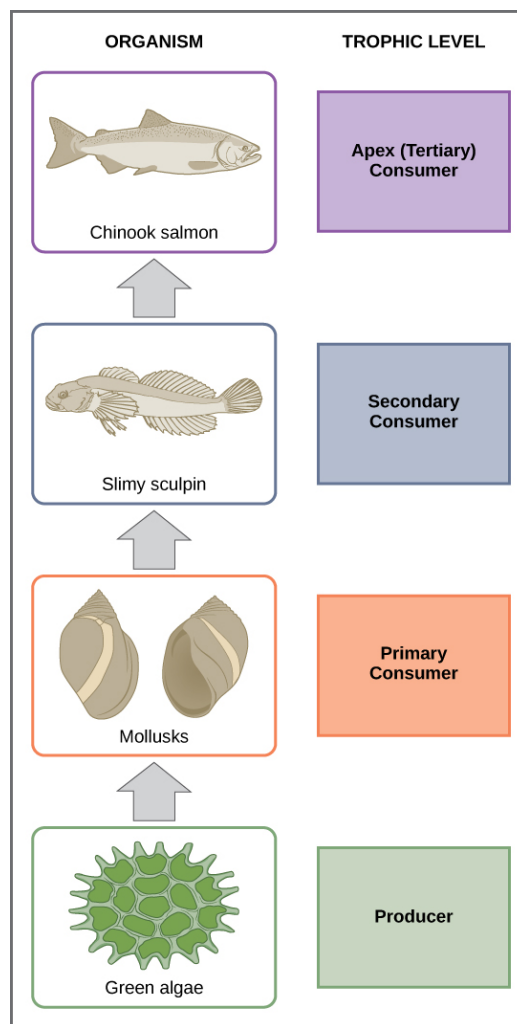 ORGANISM
TROPHIC LEVEL
Chinook salmon
Apex (Tertiary)
Consumer
Slimy sculpin
Secondary
Consumer
Mollusks
Primary
Consumer
Green algae
Producer